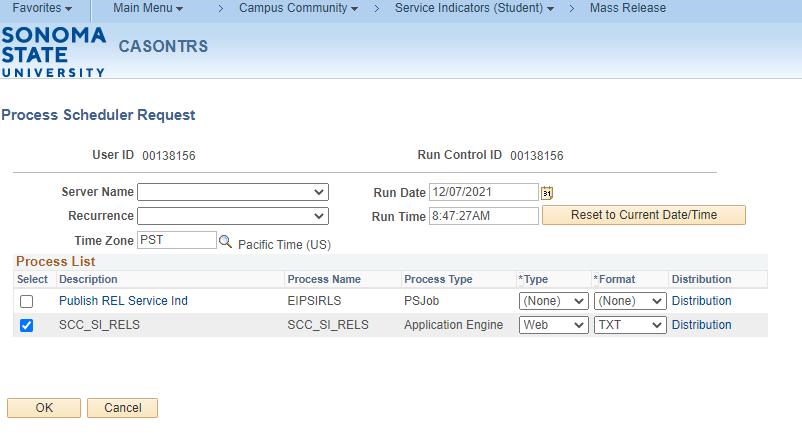 Favorites Main Menu > Campus Community > Service Indicators (Student) > Mass Release
SONOMA
STATE
UNIVERSITY
CASONTRS
Process Scheduler Request
User ID 00138156 Run Control ID 00138156
Server Name Run Date 12/07/2021 31
Recurrence Run Time 8:47:27AM Reset to Current Date/Time
Time Zone PST Pacific Time (US)
Process List
Select Description Process Name Process Type *Type *Format Distribution
Publish REL Service Ind EIPSIRLS PSJob (None) (None) Distribution
SCC_SI_RELS SCC_SI_RELS Application Engine Web TXT Distribution
OK Cancel